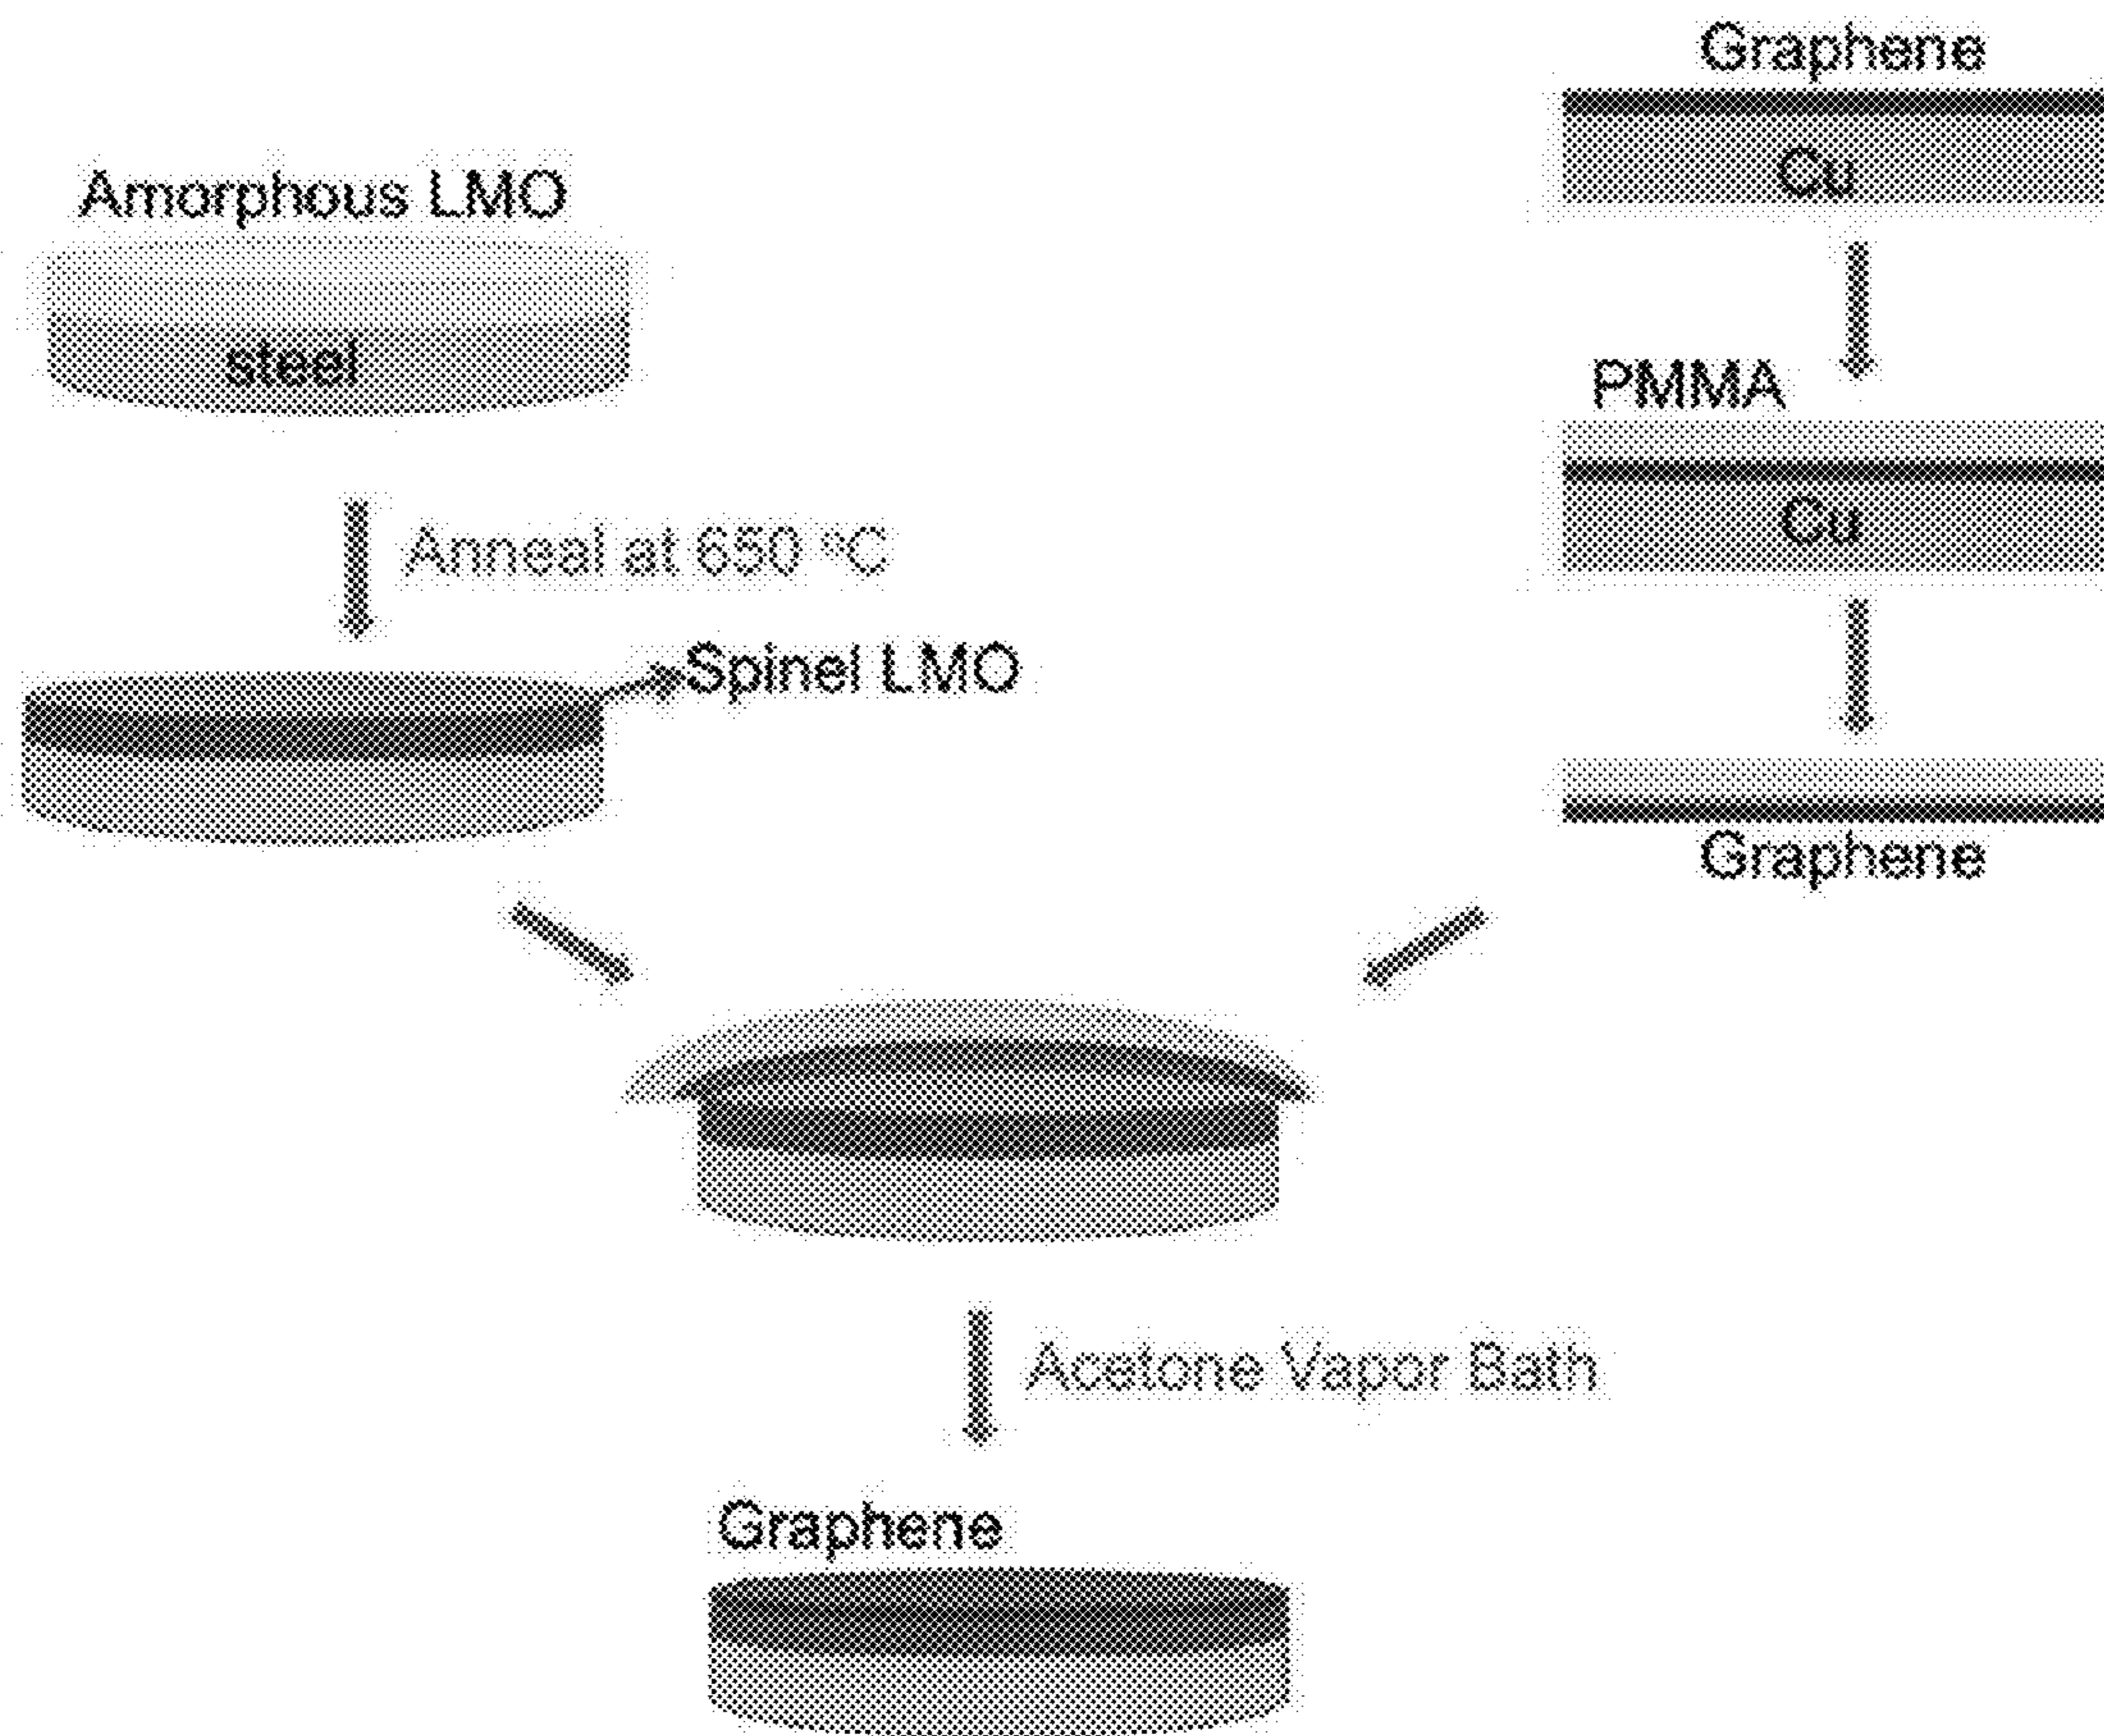 Graphene
Cu
Amorphous LMO
steel
PMMA
Cu
Anneal at 650 °C
Spinel LMO
Graphene
Acetone Vapor Bath
Graphene